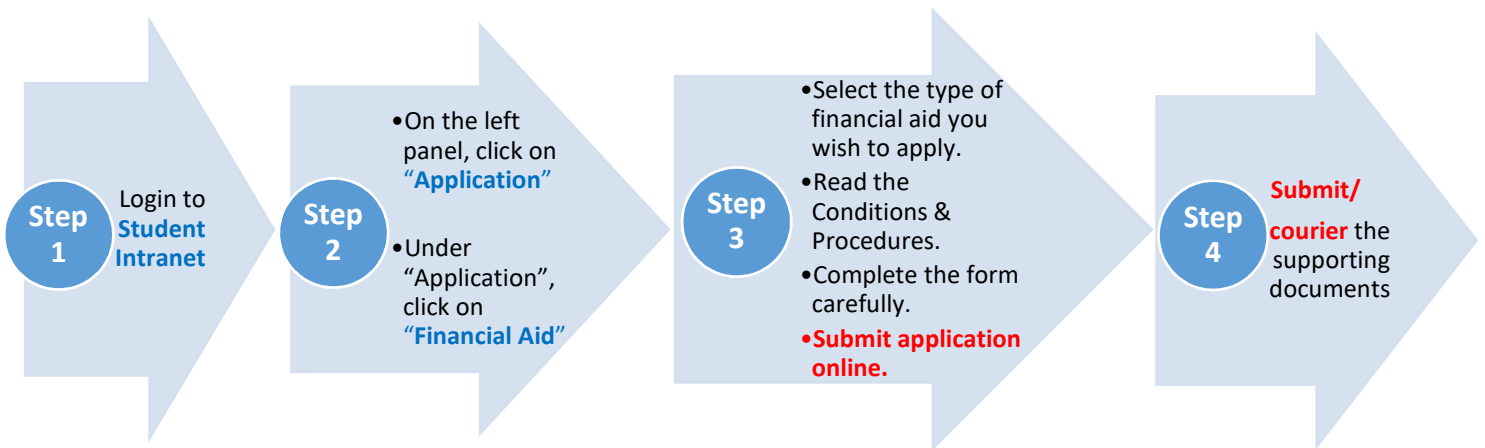 Step
1
Login to
Student
Intranet
Step
2
•On the left
panel, click on
“Application”
•Under
“Application”,
click on
“Financial Aid”
Step
3
•Select the type of
financial aid you
wish to apply.
•Read the
Conditions &
Procedures.
•Complete the form
carefully.
•Submit application
online.
Step
4
Submit/
courier the
supporting
documents